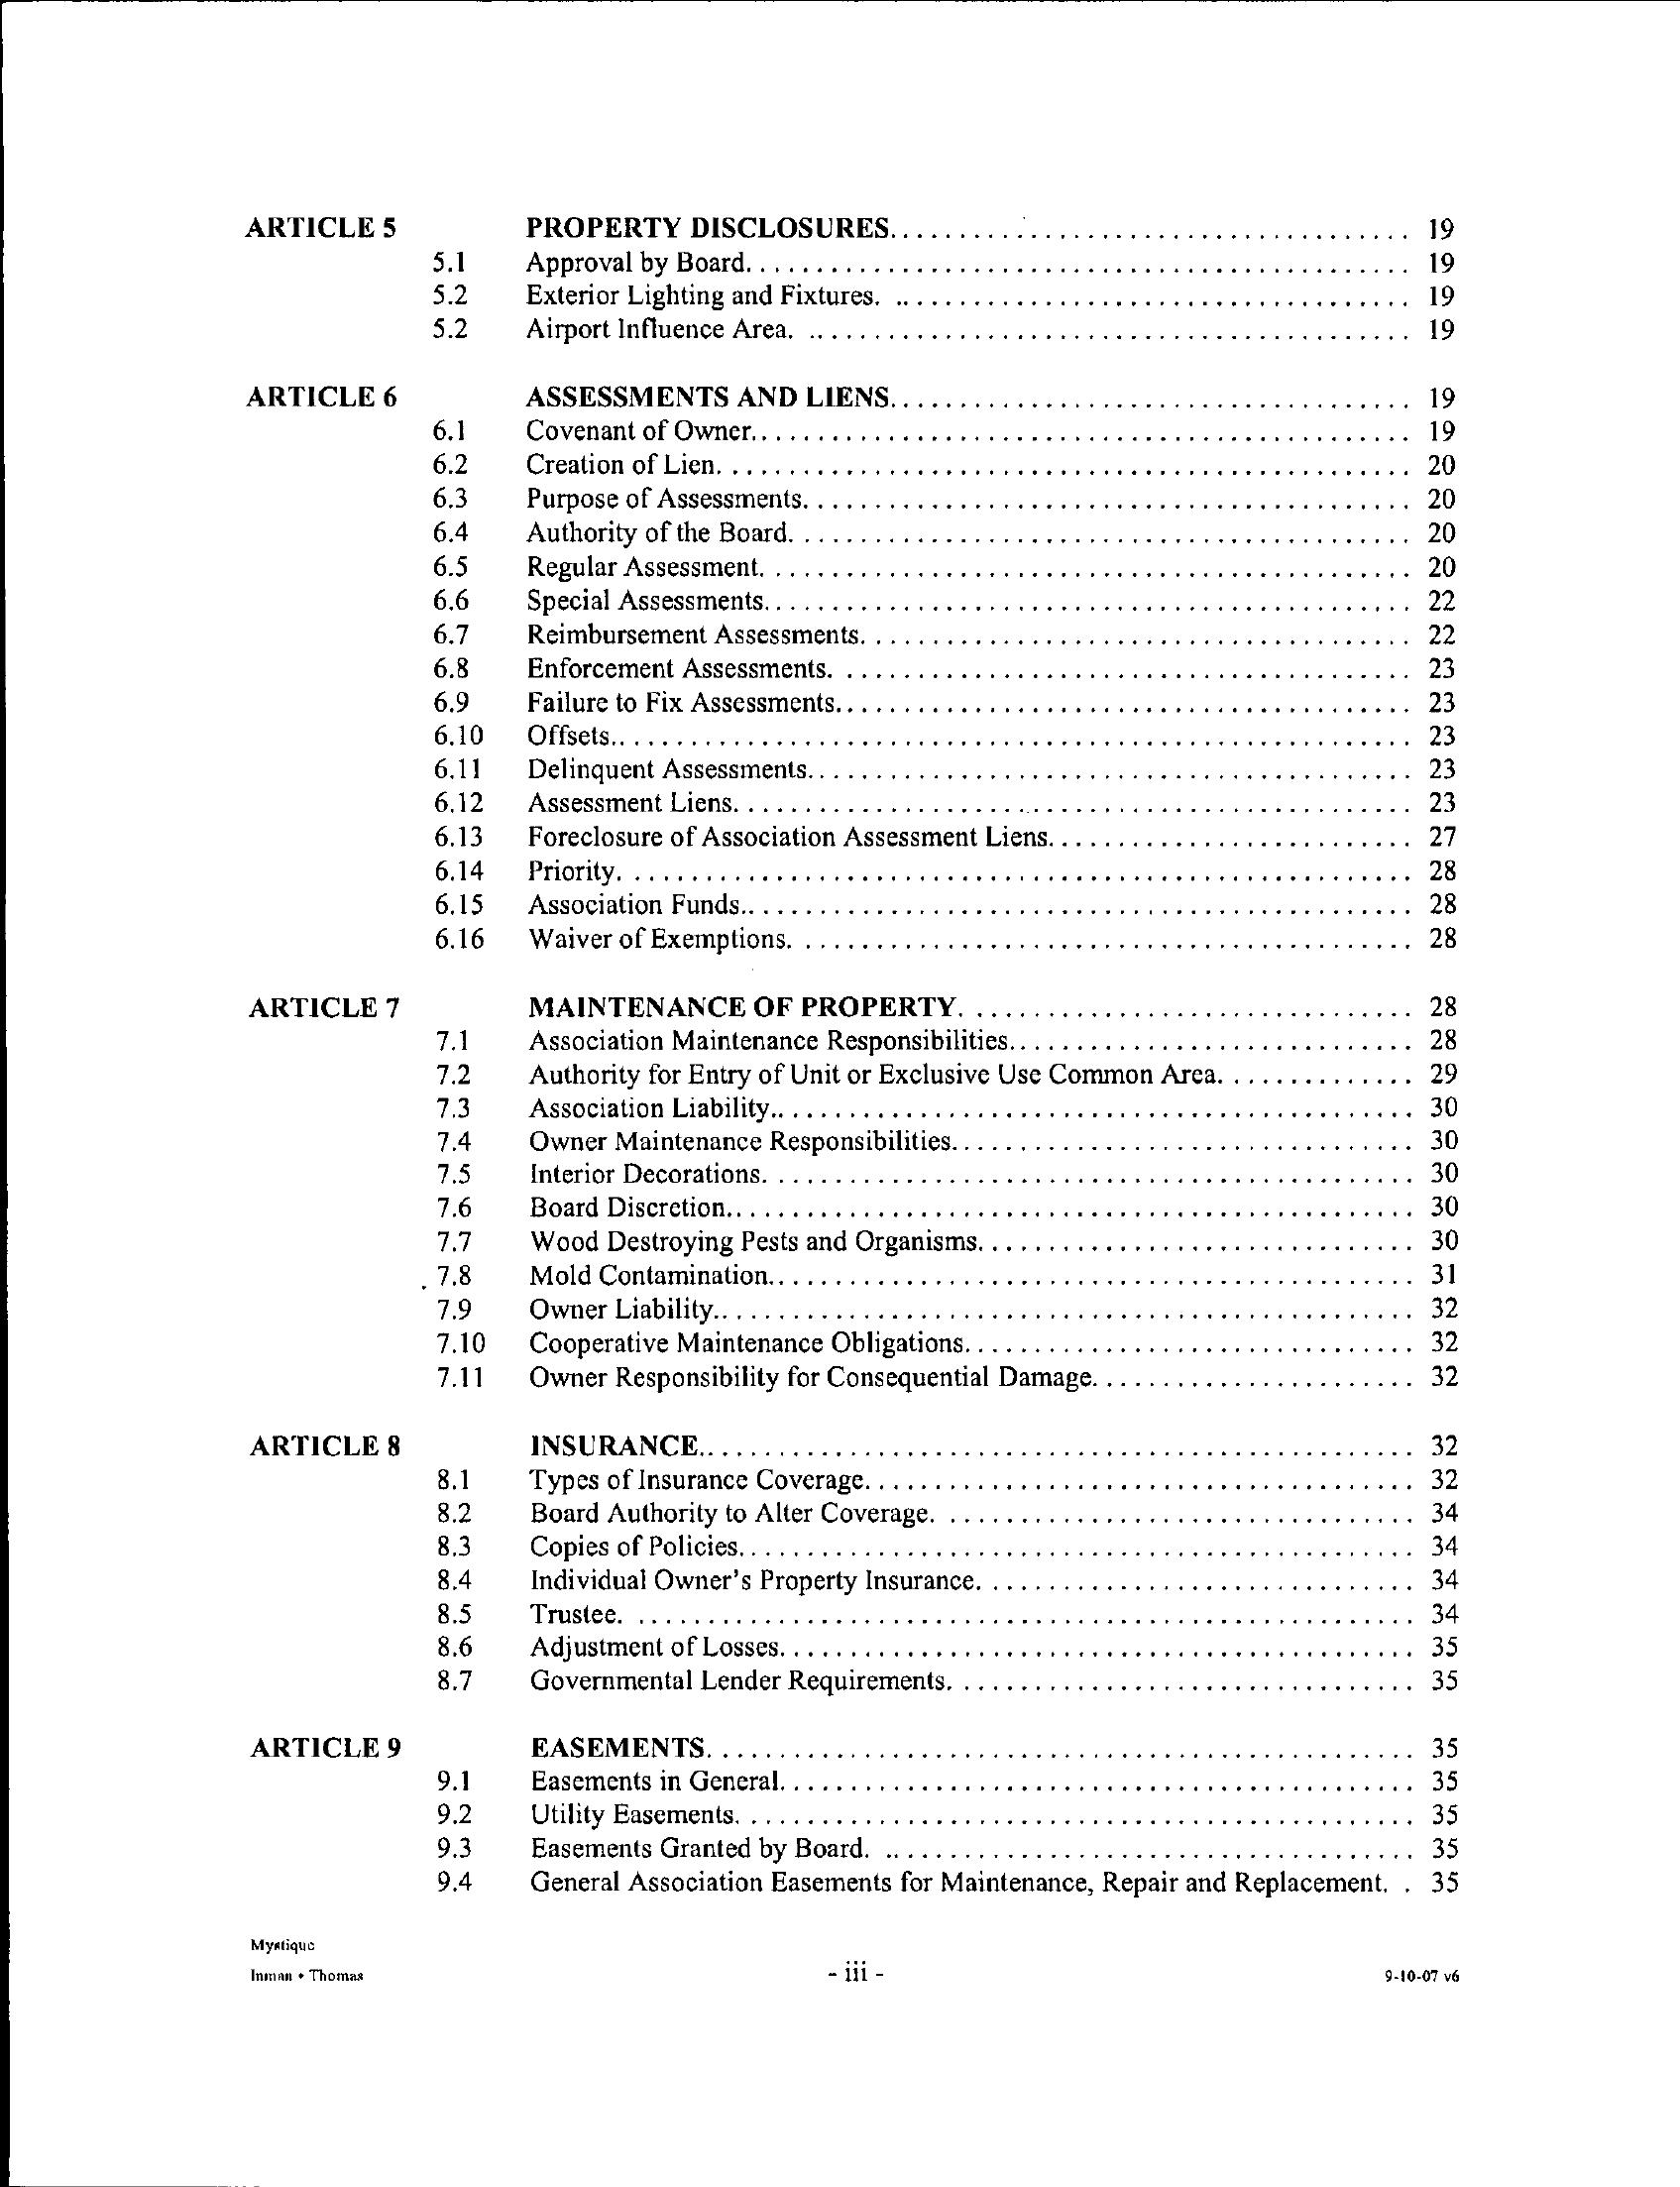 ARTICLE 5 PROPERTY DISCLOSURES. . . . . . . . . . . . . . . . . . . . . . . . . . . . . . . . . . . . . 19
5.1 Approval by Board. . . . . . . . . . . . . . . . . . . . . . . . . . . . . . . . . . . . . . . . . . . . . . . 19
5.2 Exterior Lighting and Fixtures. . . . . . . . . . . . . . . . . . . . . . . . . . . . . . . . . . . . . . 19
5.2 Airport Influence Area. . . . . . . . . . . . . . . . . . . . . . . . . . . . . . . . . . . . . . . . . . . . 19
ARTICLE 6 ASSESSMENTS AND LIENS. . . . . . . . . . . . . . . . . . . . . . . . . . . . . . . . . . . . . 19
6.1 Covenant of Owner. . . . . . . . . . . . . . . . . . . . . . . . . . . . . . . . . . . . . . . . . . . . . . . 19
6.2 Creation of Lien. . . . . . . . . . . . . . . . . . . . . . . . . . . . . . . . . . . . . . . . . . . . . . . . . 20
6.3 Purpose of Assessments. . . . . . . . . . . . . . . . . . . . . . . . . . . . . . . . . . . . . . . . . . . 20
6.4 Authority of the Board. . . . . . . . . . . . . . . . . . . . . . . . . . . . . . . . . . . . . . . . . . . . 20
6.5 Regular Assessment. . . . . . . . . . . . . . . . . . . . . . . . . . . . . . . . . . . . . . . . . . . . . . 20
6.6 Special Assessments. . . . . . . . . . . . . . . . . . . . . . . . . . . . . . . . . . . . . . . . . . . . . . 22
6.7 Reimbursement Assessments. . . . . . . . . . . . . . . . . . . . . . . . . . . . . . . . . . . . . . . 22
6.8 Enforcement Assessments. . . . . . . . . . . . . . . . . . . . . . . . . . . . . . . . . . . . . . . . . 23
6.9 Failure to Fix Assessments. . . . . . . . . . . . . . . . . . . . . . . . . . . . . . . . . . . . . . . . . 23
6.10 Offsets. . . . . . . . . . . . . . . . . . . . . . . . . . . . . . . . . . . . . . . . . . . . . . . . . . . . . . . . . 23
6.11 Delinquent Assessments. . . . . . . . . . . . . . . . . . . . . . . . . . . . . . . . . . . . . . . . . . . 23
6.12 Assessment Liens. . . . . . . . . . . . . . . . . . . . . . . . . . . . . . . . . . . . . . . . . . . . . . . . 23
6.13 Foreclosure of Association Assessment Liens. . . . . . . . . . . . . . . . . . . . . . . . . . 27
6.14 Priority. . . . . . . . . . . . . . . . . . . . . . . . . . . . . . . . . . . . . . . . . . . . . . . . . . . . . . . . 28
6.15 Association Funds. . . . . . . . . . . . . . . . . . . . . . . . . . . . . . . . . . . . . . . . . . . . . . . . 28
6.16 Waiver of Exemptions. . . . . . . . . . . . . . . . . . . . . . . . . . . . . . . . . . . . . . . . . . . . 28
ARTICLE 7 MAINTENANCE OF PROPERTY. . . . . . . . . . . . . . . . . . . . . . . . . . . . . . . . 28
7.1 Association Maintenance Responsibilities. . . . . . . . . . . . . . . . . . . . . . . . . . . . . 28
7.2 Authority for Entry of Unit or Exclusive Use Common Area. . . . . . . . . . . . . . 29
7.3 Association Liability. . . . . . . . . . . . . . . . . . . . . . . . . . . . . . . . . . . . . . . . . . . . . . 30
7.4 Owner Maintenance Responsibilities. . . . . . . . . . . . . . . . . . . . . . . . . . . . . . . . . 30
7.5 Interior Decorations. . . . . . . . . . . . . . . . . . . . . . . . . . . . . . . . . . . . . . . . . . . . . . 30
7.6 Board Discretion. . . . . . . . . . . . . . . . . . . . . . . . . . . . . . . . . . . . . . . . . . . . . . . . . 30
7.7 Wood Destroying Pests and Organisms. . . . . . . . . . . . . . . . . . . . . . . . . . . . . . . 30
7.8 Mold Contamination. . . . . . . . . . . . . . . . . . . . . . . . . . . . . . . . . . . . . . . . . . . . . . 31
7.9 Owner Liability. . . . . . . . . . . . . . . . . . . . . . . . . . . . . . . . . . . . . . . . . . . . . . . . . . 32
7.10 Cooperative Maintenance Obligations. . . . . . . . . . . . . . . . . . . . . . . . . . . . . . . . 32
7.11 Owner Responsibility for Consequential Damage. . . . . . . . . . . . . . . . . . . . . . . 32
ARTICLE 8 INSURANCE. . . . . . . . . . . . . . . . . . . . . . . . . . . . . . . . . . . . . . . . . . . . . . . . . . . 32
8.1 Types of Insurance Coverage. . . . . . . . . . . . . . . . . . . . . . . . . . . . . . . . . . . . . . . 32
8.2 Board Authority to Alter Coverage. . . . . . . . . . . . . . . . . . . . . . . . . . . . . . . . . . 34
8.3 Copies of Policies. . . . . . . . . . . . . . . . . . . . . . . . . . . . . . . . . . . . . . . . . . . . . . . . 34
8.4 Individual Owner's Property Insurance. . . . . . . . . . . . . . . . . . . . . . . . . . . . . . . 34
8.5 Trustee. . . . . . . . . . . . . . . . . . . . . . . . . . . . . . . . . . . . . . . . . . . . . . . . . . . . . . . . 34
8.6 Adjustment of Losses. . . . . . . . . . . . . . . . . . . . . . . . . . . . . . . . . . . . . . . . . . . . . 35
8.7 Governmental Lender Requirements. . . . . . . . . . . . . . . . . . . . . . . . . . . . . . . . . 35
ARTICLE 9 EASEMENTS. . . . . . . . . . . . . . . . . . . . . . . . . . . . . . . . . . . . . . . . . . . . . . . . . . 35
9.1 Easements in General. . . . . . . . . . . . . . . . . . . . . . . . . . . . . . . . . . . . . . . . . . . . . 35
9.2 Utility Easements. . . . . . . . . . . . . . . . . . . . . . . . . . . . . . . . . . . . . . . . . . . . . . . . 35
9.3 Easements Granted by Board. . . . . . . . . . . . . . . . . . . . . . . . . . . . . . . . . . . . . . . 35
9.4 General Association Easements for Maintenance, Repair and Replacement. . 35
Mystique
Inman • Thomas - iii - 9-10-07 v6